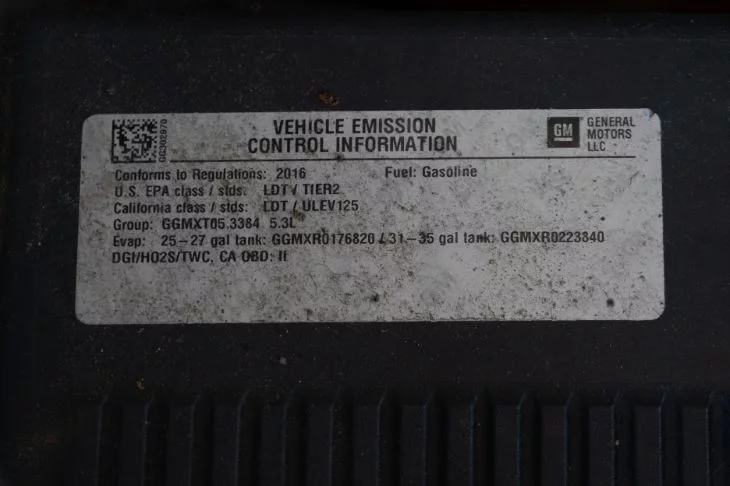 VEHICLE EMISSION
CONTROL INFORMATION
GM
GENERAL
MOTORS
LLC
GG302970
Conforms to Regulations: 2016 Fuel: Gasoline
U.S. EPA class / stds: LDT / TIER2
California class / stds: LDT / ULEV125
Group: GGMXT05.3384 5.3L
Evap: 25-27 gal tank: GGMXR0176820 / 31-35 gal tank: GGMXR0223840
DGI/HO2S/TWC, CA OBD: II